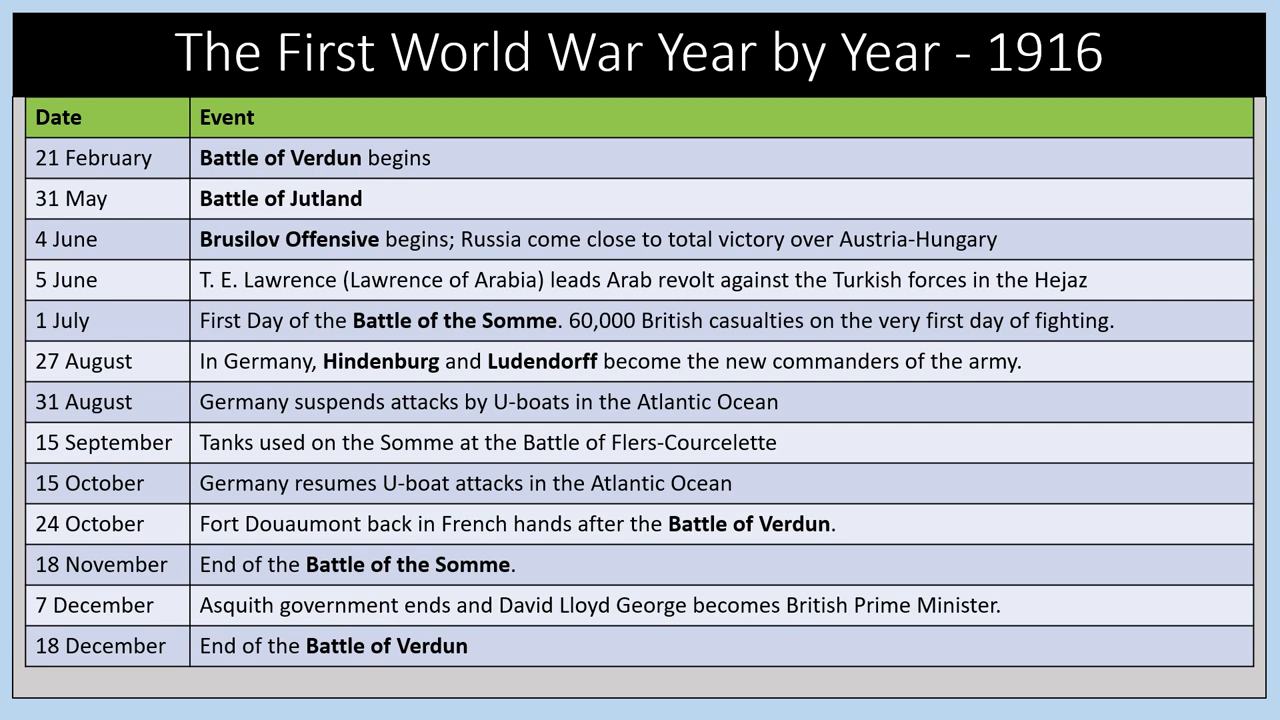 The First World War Year by Year - 1916
Date Event
21 February Battle of Verdun begins
31 May Battle of Jutland
4 June Brusilov Offensive begins; Russia come close to total victory over Austria-Hungary
5 June T. E. Lawrence (Lawrence of Arabia) leads Arab revolt against the Turkish forces in the Hejaz
1 July First Day of the Battle of the Somme. 60,000 British casualties on the very first day of fighting.
27 August In Germany, Hindenburg and Ludendorff become the new commanders of the army.
31 August Germany suspends attacks by U-boats in the Atlantic Ocean
15 September Tanks used on the Somme at the Battle of Flers-Courcelette
15 October Germany resumes U-boat attacks in the Atlantic Ocean
24 October Fort Douaumont back in French hands after the Battle of Verdun.
18 November End of the Battle of the Somme.
7 December Asquith government ends and David Lloyd George becomes British Prime Minister.
18 December End of the Battle of Verdun